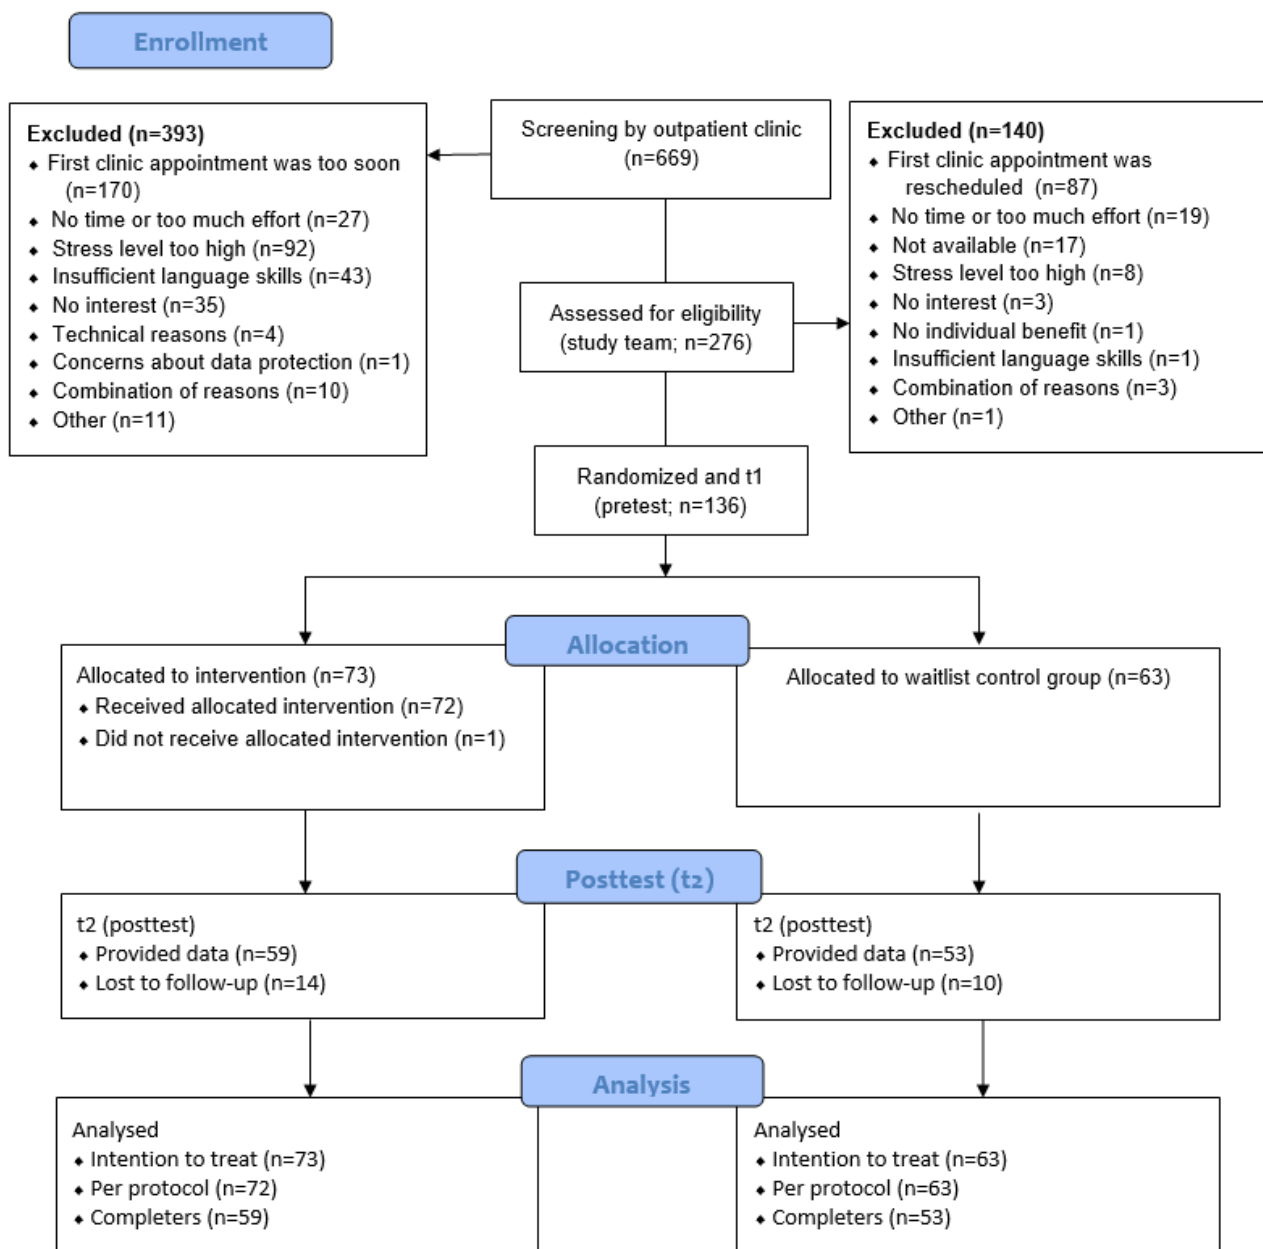 Enrollment
Excluded (n=393)
⬥ First clinic appointment was too soon
(n=170)
⬥ No time or too much effort (n=27)
⬥ Stress level too high (n=92)
⬥ Insufficient language skills (n=43)
⬥ No interest (n=35)
⬥ Technical reasons (n=4)
⬥ Concerns about data protection (n=1)
⬥ Combination of reasons (n=10)
⬥ Other (n=11)
Screening by outpatient clinic
(n=669)
Excluded (n=140)
⬥ First clinic appointment was
rescheduled (n=87)
⬥ No time or too much effort (n=19)
⬥ Not available (n=17)
⬥ Stress level too high (n=8)
⬥ No interest (n=3)
⬥ No individual benefit (n=1)
⬥ Insufficient language skills (n=1)
⬥ Combination of reasons (n=3)
⬥ Other (n=1)
Assessed for eligibility
(study team; n=276)
Randomized and t1
(pretest; n=136)
Allocation
Allocated to intervention (n=73)
⬥ Received allocated intervention (n=72)
⬥ Did not receive allocated intervention (n=1)
Allocated to waitlist control group (n=63)
Posttest (t2)
t2 (posttest)
⬥ Provided data (n=59)
⬥ Lost to follow-up (n=14)
t2 (posttest)
⬥ Provided data (n=53)
⬥ Lost to follow-up (n=10)
Analysis
Analysed
⬥ Intention to treat (n=73)
⬥ Per protocol (n=72)
⬥ Completers (n=59)
Analysed
⬥ Intention to treat (n=63)
⬥ Per protocol (n=63)
⬥ Completers (n=53)